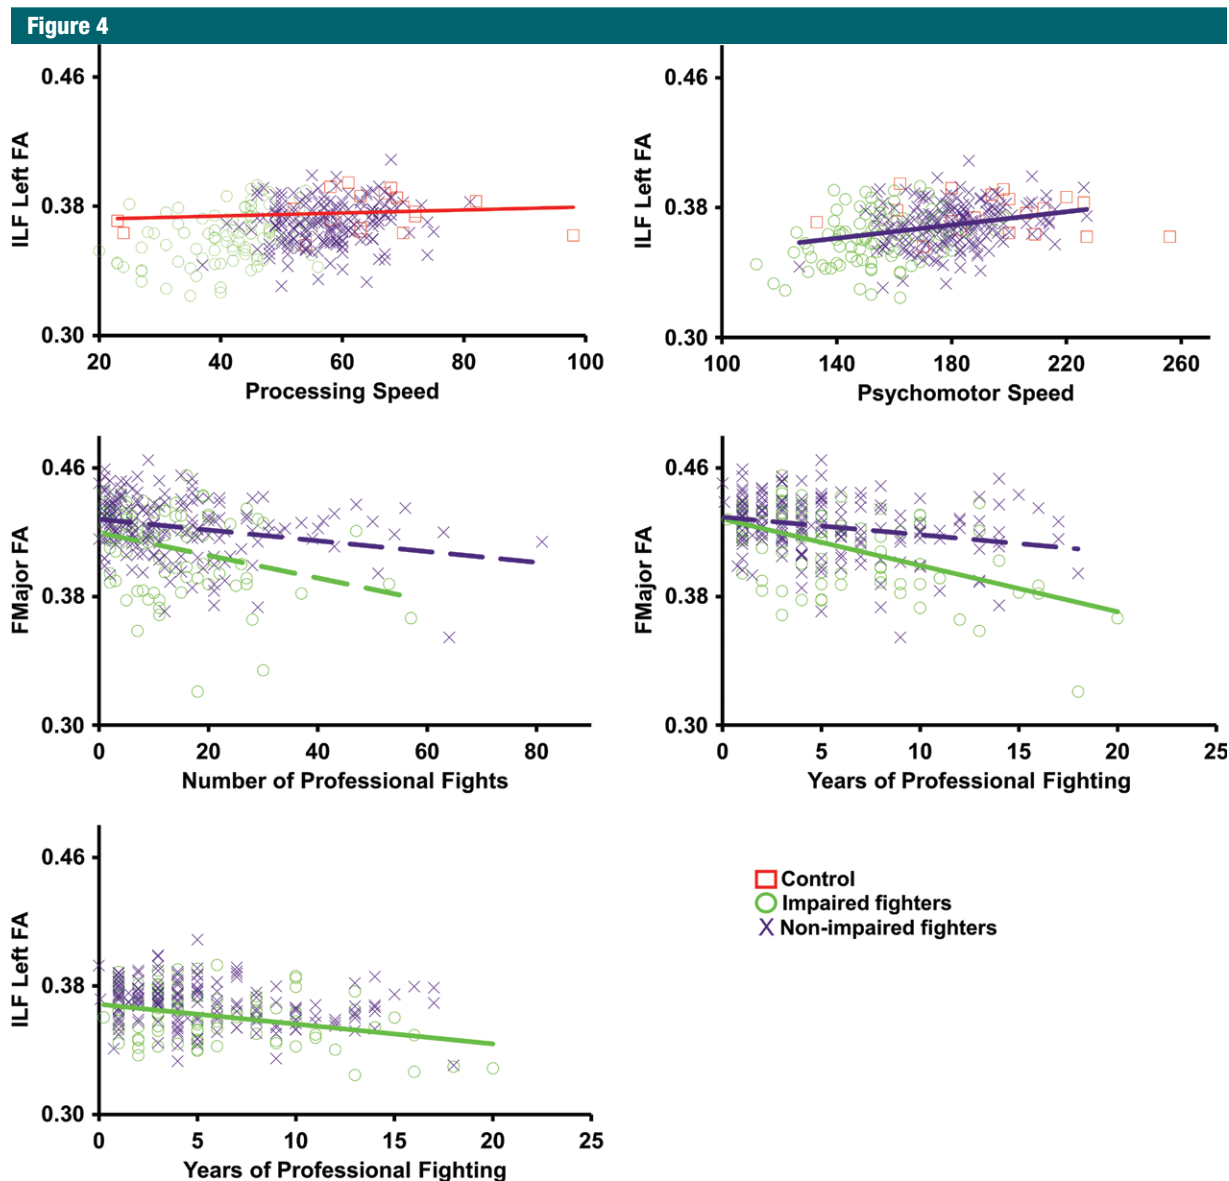 Figure 4
0.46
0.38
0.30
ILF Left FA
20 40 60 80 100
Processing Speed
0.46
0.38
0.30
ILF Left FA
100 140 180 220 260
Psychomotor Speed
0.46
0.38
0.30
FMajor FA
0 20 40 60 80
Number of Professional Fights
0.46
0.38
0.30
FMajor FA
0 5 10 15 20 25
Years of Professional Fighting
0.46
0.38
0.30
ILF Left FA
0 5 10 15 20 25
Years of Professional Fighting
Control
Impaired fighters
Non-impaired fighters